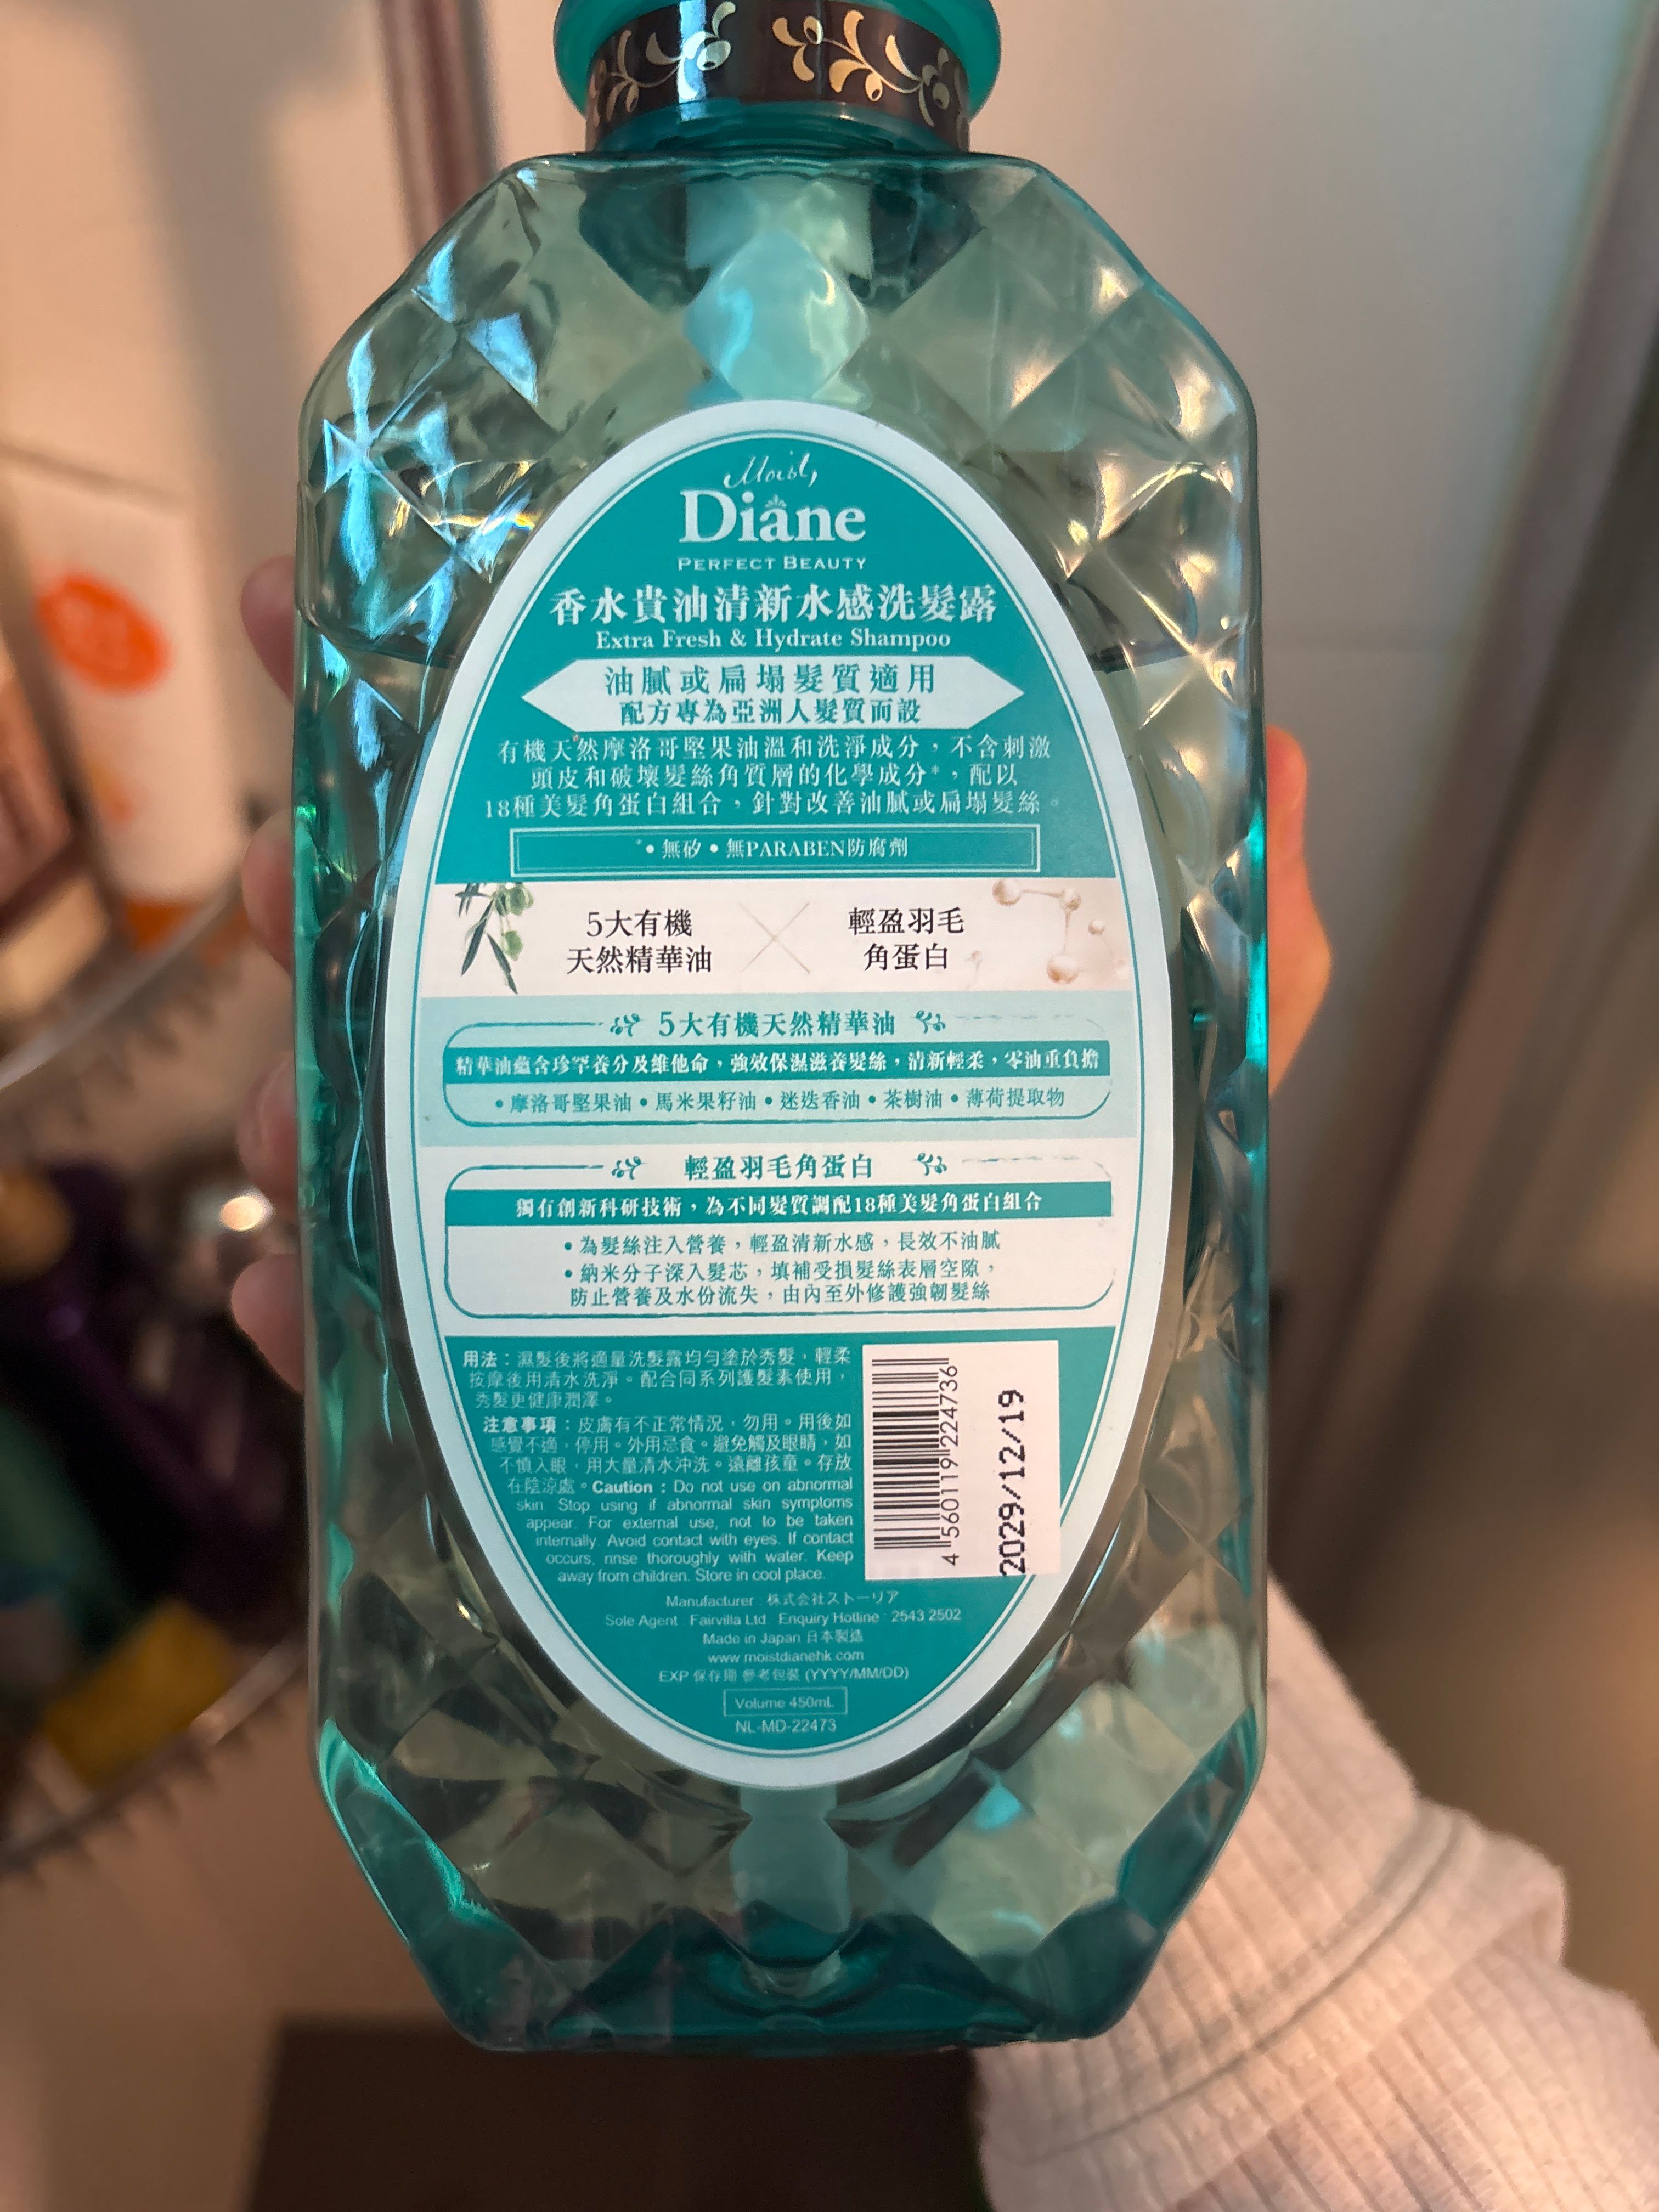 Moist,
Diane
PERFECT BEAUTY
香水貴油清新水感洗髮露
Extra Fresh & Hydrate Shampoo
油膩或扁塌髮質適用
配方專為亞洲人髮質而設
有機天然摩洛哥堅果油溫和洗淨成分，不含刺激
頭皮和破壞髮絲角質層的化學成分*，配以
18種美髮角蛋白組合，針對改善油膩或扁塌髮絲。
*• 無矽 • 無PARABEN防腐劑
5大有機
天然精華油
輕盈羽毛
角蛋白
5大有機天然精華油
精華油蘊含珍罕養分及維他命，強效保濕滋養髮絲，清新輕柔，零油重負擔
• 摩洛哥堅果油 • 馬米果籽油 • 迷迭香油 • 茶樹油 • 薄荷提取物
輕盈羽毛角蛋白
獨有創新科研技術，為不同髮質調配18種美髮角蛋白組合
• 為髮絲注入營養，輕盈清新水感，長效不油膩
• 納米分子深入髮芯，填補受損髮絲表層空隙，
防止營養及水份流失，由內至外修護強韌髮絲
用法：濕髮後將適量洗髮露均勻塗於秀髮，輕柔
按摩後用清水洗淨。配合同系列護髮素使用，
秀髮更健康潤澤。
注意事項：皮膚有不正常情況，勿用。用後如
感覺不適，停用。外用忌食。避免觸及眼睛，如
不慎入眼，用大量清水沖洗。遠離孩童。存放
在陰涼處。Caution : Do not use on abnormal
skin. Stop using if abnormal skin symptoms
appear. For external use, not to be taken
internally. Avoid contact with eyes. If contact
occurs, rinse thoroughly with water. Keep
away from children. Store in cool place.
4 560119 224736
2029/12/19
Manufacturer : 株式会社ストーリア
Sole Agent : Fairvilla Ltd Enquiry Hotline : 2543 2502
Made in Japan 日本製造
www.moistdianehk.com
EXP 保存期 參考包裝 (YYYY/MM/DD)
Volume 450mL
NL-MD-22473